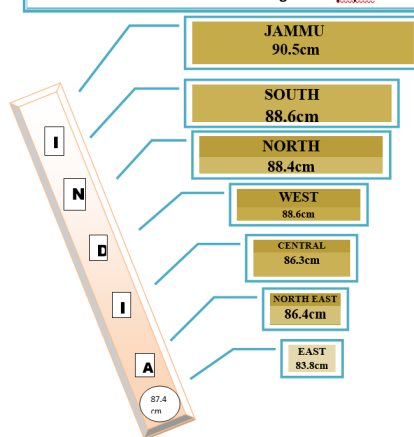 JAMMU
90.5cm
SOUTH
88.6cm
NORTH
88.4cm
WEST
88.6cm
CENTRAL
86.3cm
NORTH EAST
86.4cm
EAST
83.8cm
I
N
D
I
A
87.4
cm